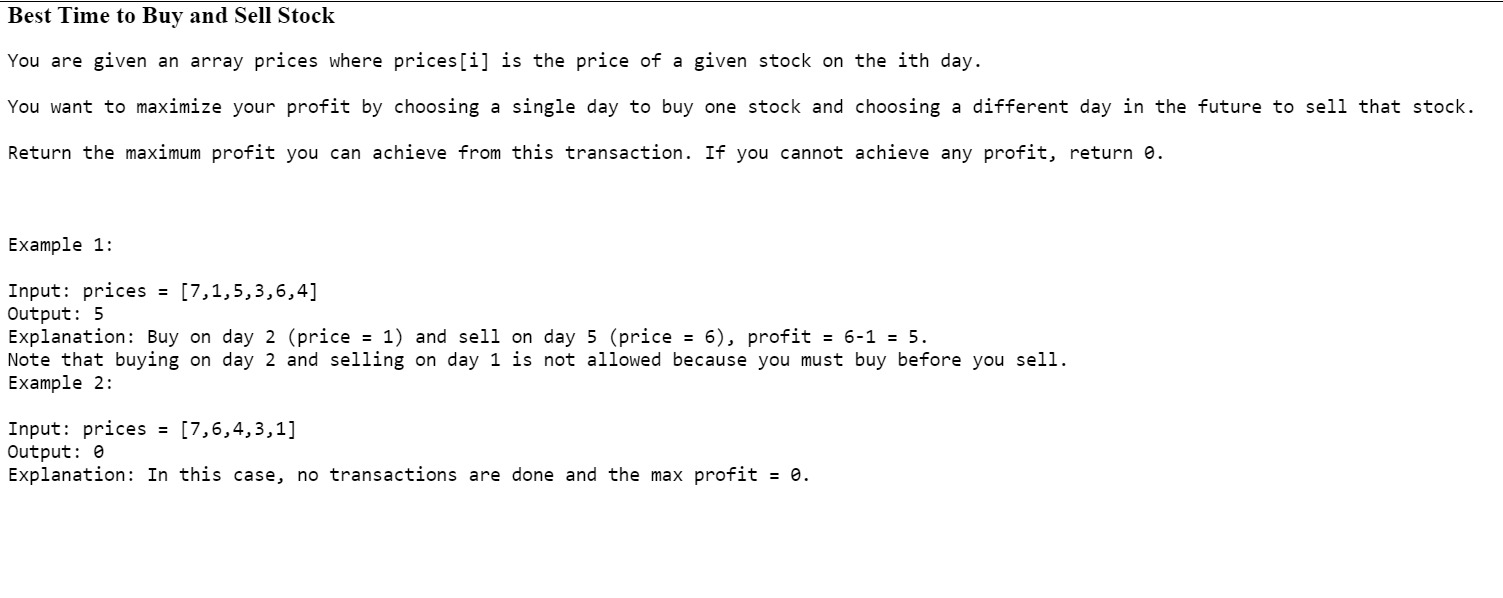 Best Time to Buy and Sell Stock
You are given an array prices where prices[i] is the price of a given stock on the ith day.
You want to maximize your profit by choosing a single day to buy one stock and choosing a different day in the future to sell that stock.
Return the maximum profit you can achieve from this transaction. If you cannot achieve any profit, return 0.
Example 1:
Input: prices = [7,1,5,3,6,4]
Output: 5
Explanation: Buy on day 2 (price = 1) and sell on day 5 (price = 6), profit = 6-1 = 5.
Note that buying on day 2 and selling on day 1 is not allowed because you must buy before you sell.
Example 2:
Input: prices = [7,6,4,3,1]
Output: 0
Explanation: In this case, no transactions are done and the max profit = 0.